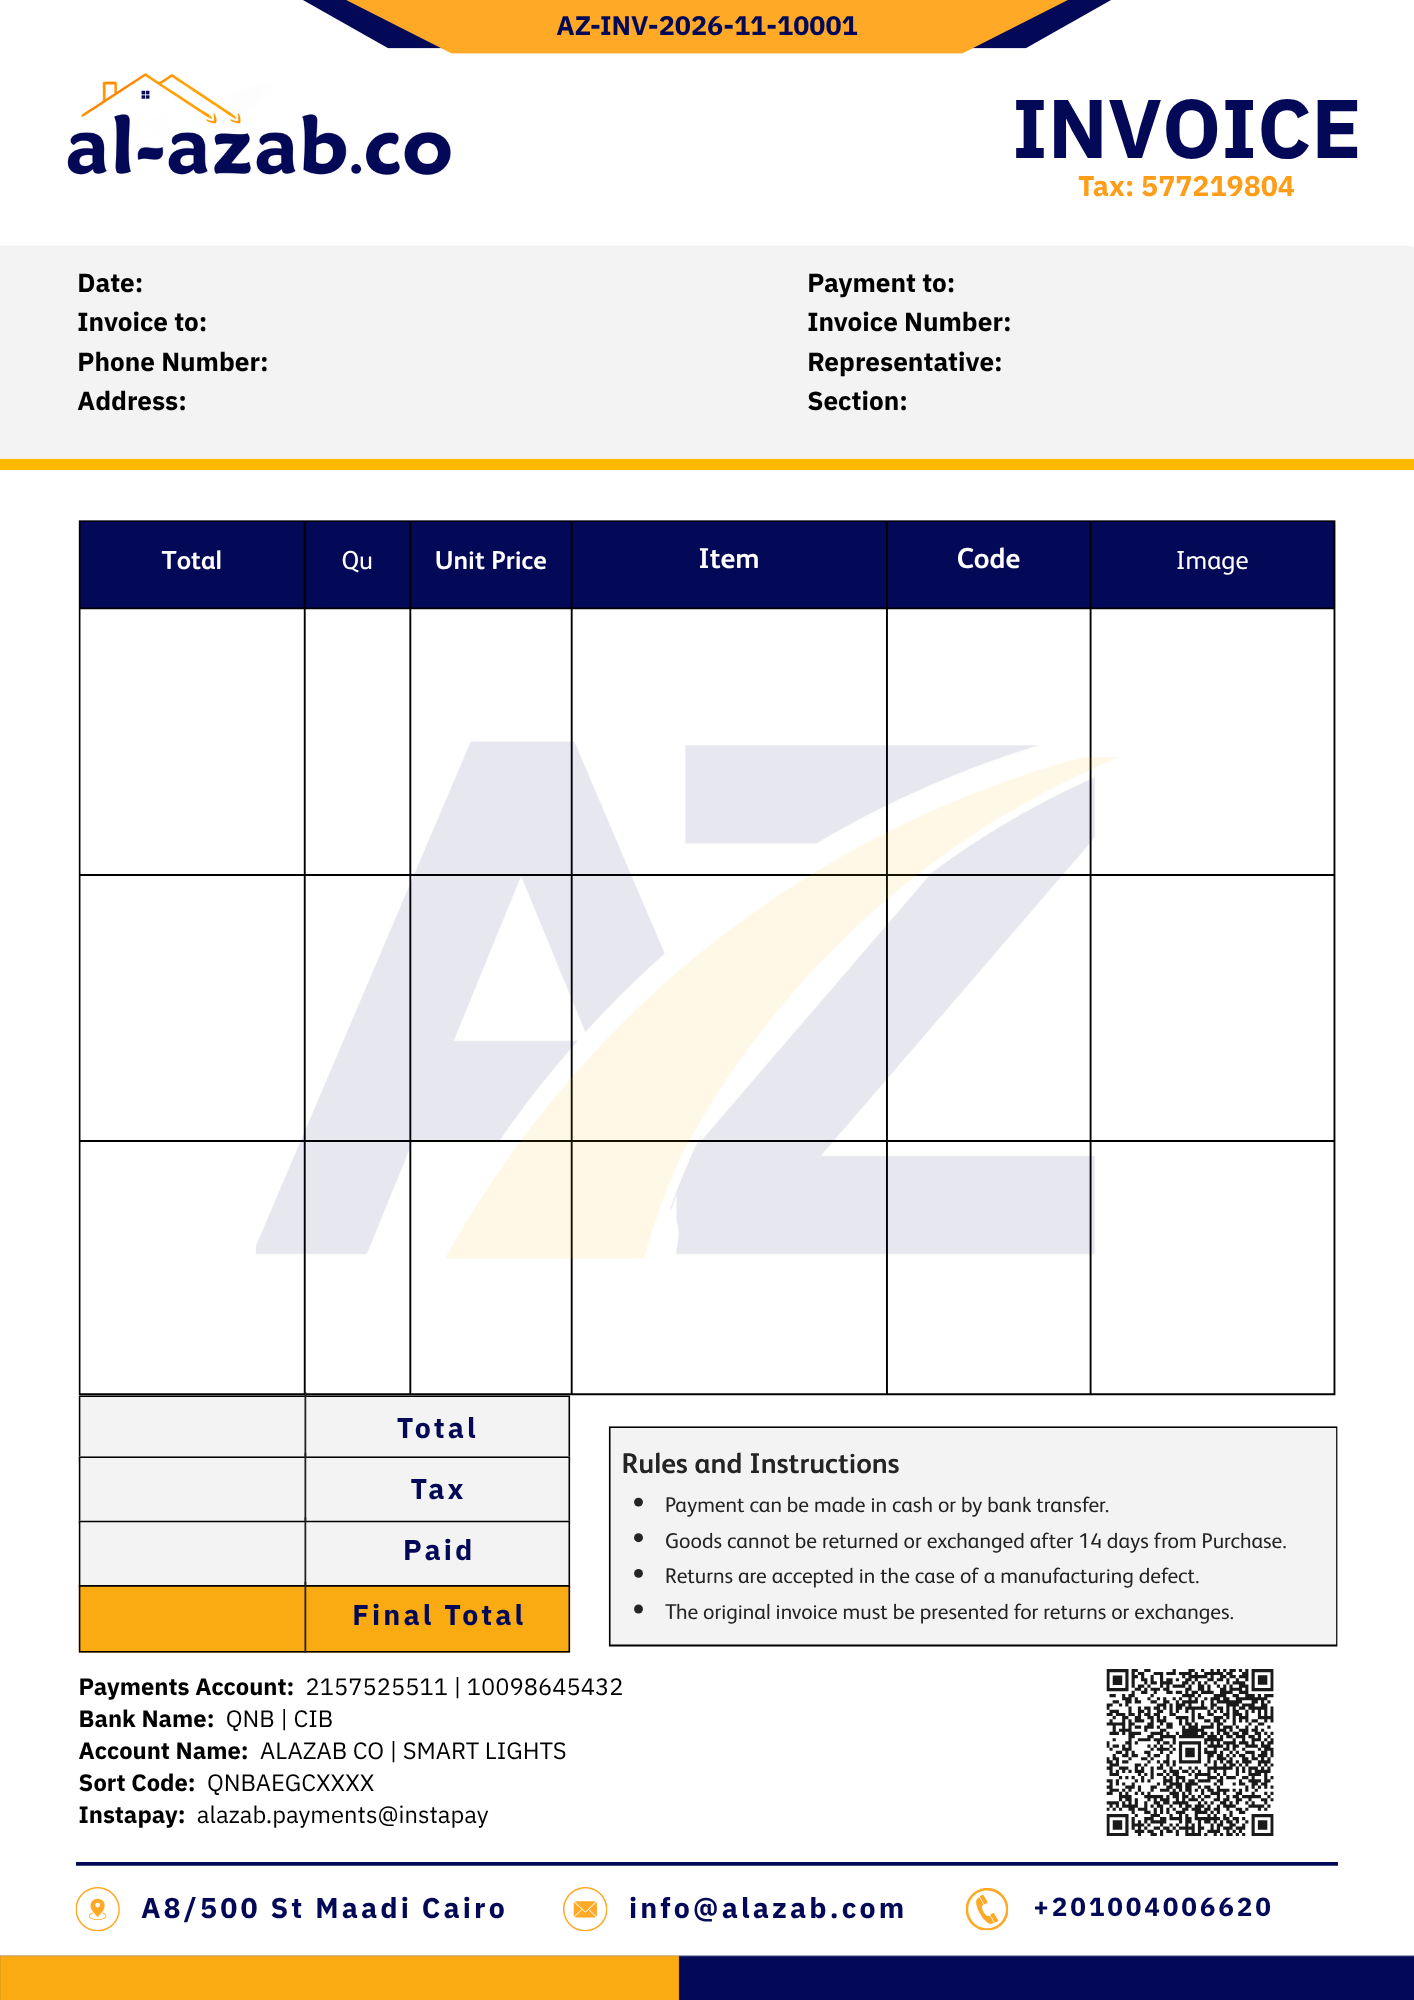 AZ-INV-2026-11-10001
al-azab.co
INVOICE
Tax: 577219804
Date:
Invoice to:
Phone Number:
Address:
Payment to:
Invoice Number:
Representative:
Section:
Total Qu Unit Price Item Code Image
AZ
Total
Tax
Paid
Final Total
Rules and Instructions
• Payment can be made in cash or by bank transfer.
• Goods cannot be returned or exchanged after 14 days from Purchase.
• Returns are accepted in the case of a manufacturing defect.
• The original invoice must be presented for returns or exchanges.
Payments Account: 2157525511 | 10098645432
Bank Name: QNB | CIB
Account Name: ALAZAB CO | SMART LIGHTS
Sort Code: QNBAEGCXXXX
Instapay: alazab.payments@instapay
A8/500 St Maadi Cairo info@alazab.com +201004006620